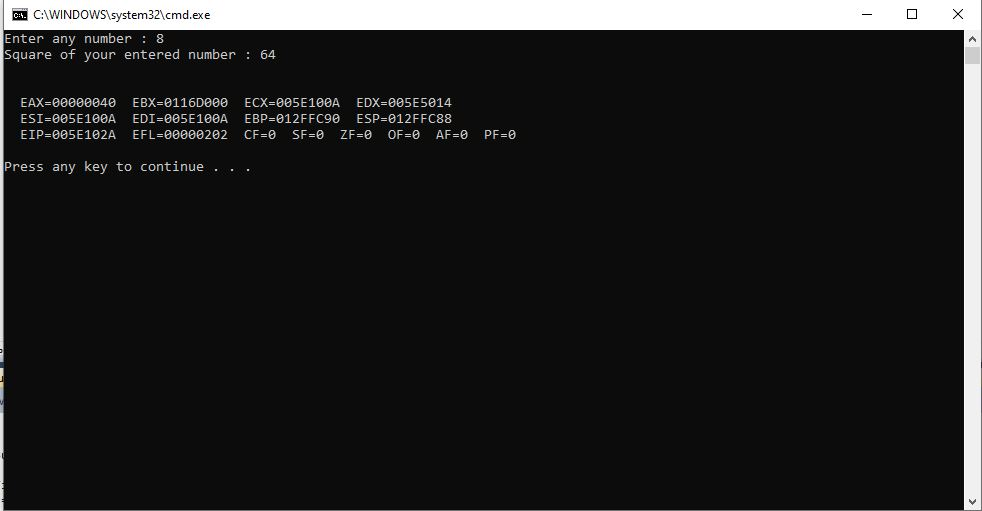 C:\WINDOWS\system32\cmd.exe
Enter any number : 8
Square of your entered number : 64
EAX=00000040  EBX=0116D000  ECX=005E100A  EDX=005E5014
ESI=005E100A  EDI=005E100A  EBP=012FFC90  ESP=012FFC88
EIP=005E102A  EFL=00000202  CF=0  SF=0  ZF=0  OF=0  AF=0  PF=0
Press any key to continue . . .